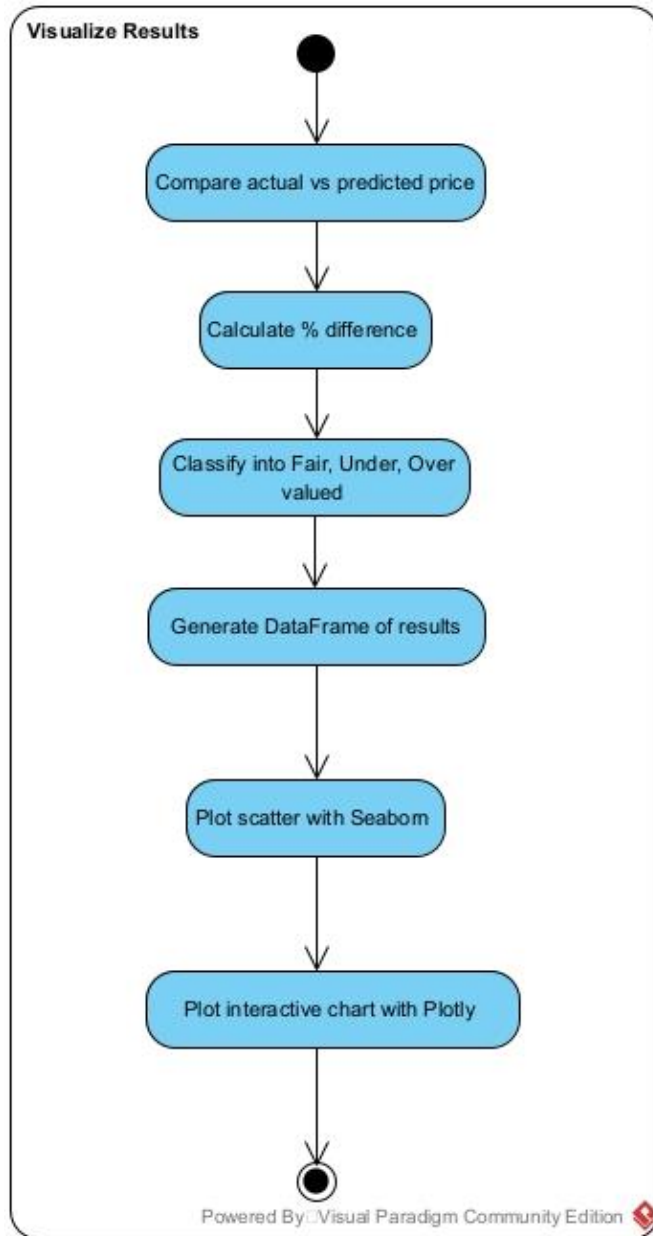 Visualize Results
Compare actual vs predicted price
Calculate % difference
Classify into Fair, Under, Over
valued
Generate DataFrame of results
Plot scatter with Seaborn
Plot interactive chart with Plotly
Powered By Visual Paradigm Community Edition